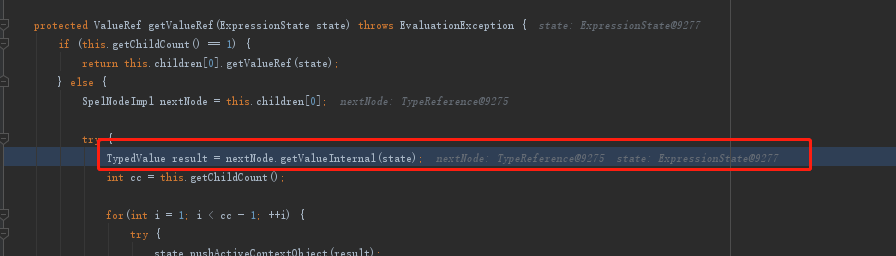 protected ValueRef getValueRef(ExpressionState state) throws EvaluationException {  state: ExpressionState@9277
if (this.getChildCount() == 1) {
return this.children[0].getValueRef(state);
} else {
SpelNodeImpl nextNode = this.children[0];  nextNode: TypeReference@9275
try {
TypedValue result = nextNode.getValueInternal(state);  nextNode: TypeReference@9275  state: ExpressionState@9277
int cc = this.getChildCount();
for(int i = 1; i < cc - 1; ++i) {
try {
state.pushActiveContextObject(result);